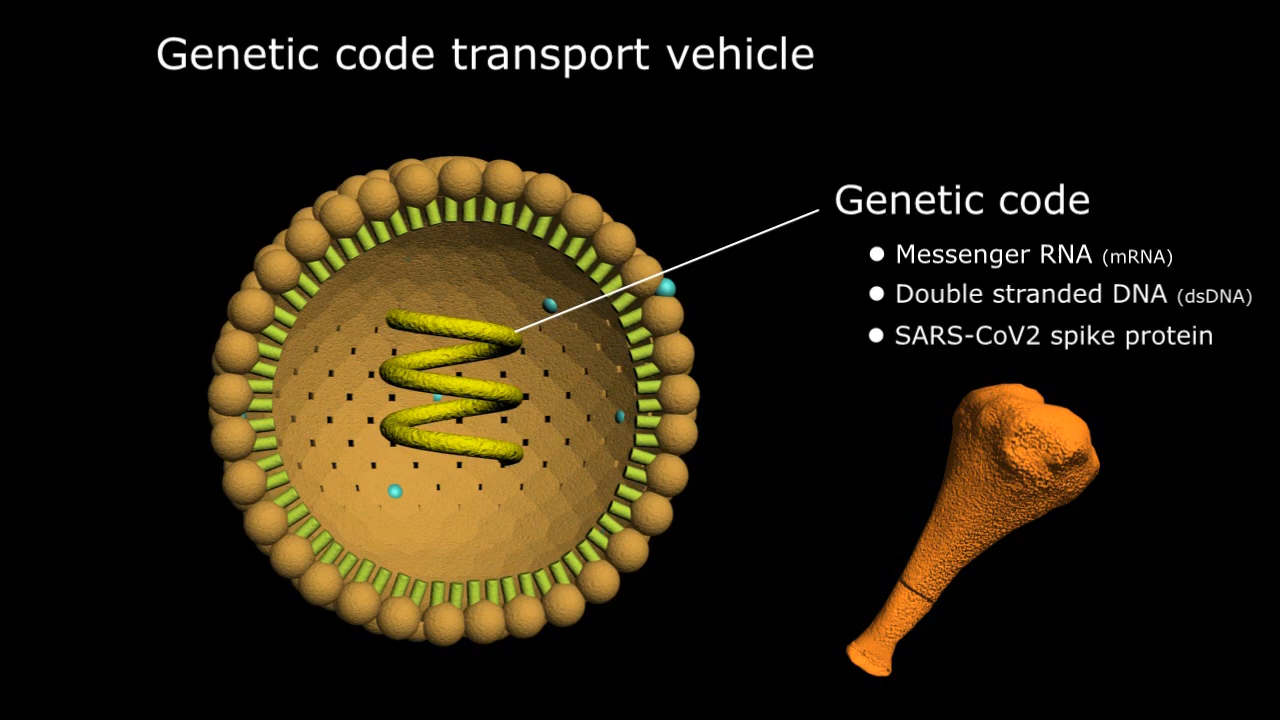 Genetic code transport vehicle
Genetic code
Messenger RNA (mRNA)
Double stranded DNA (dsDNA)
SARS-CoV2 spike protein